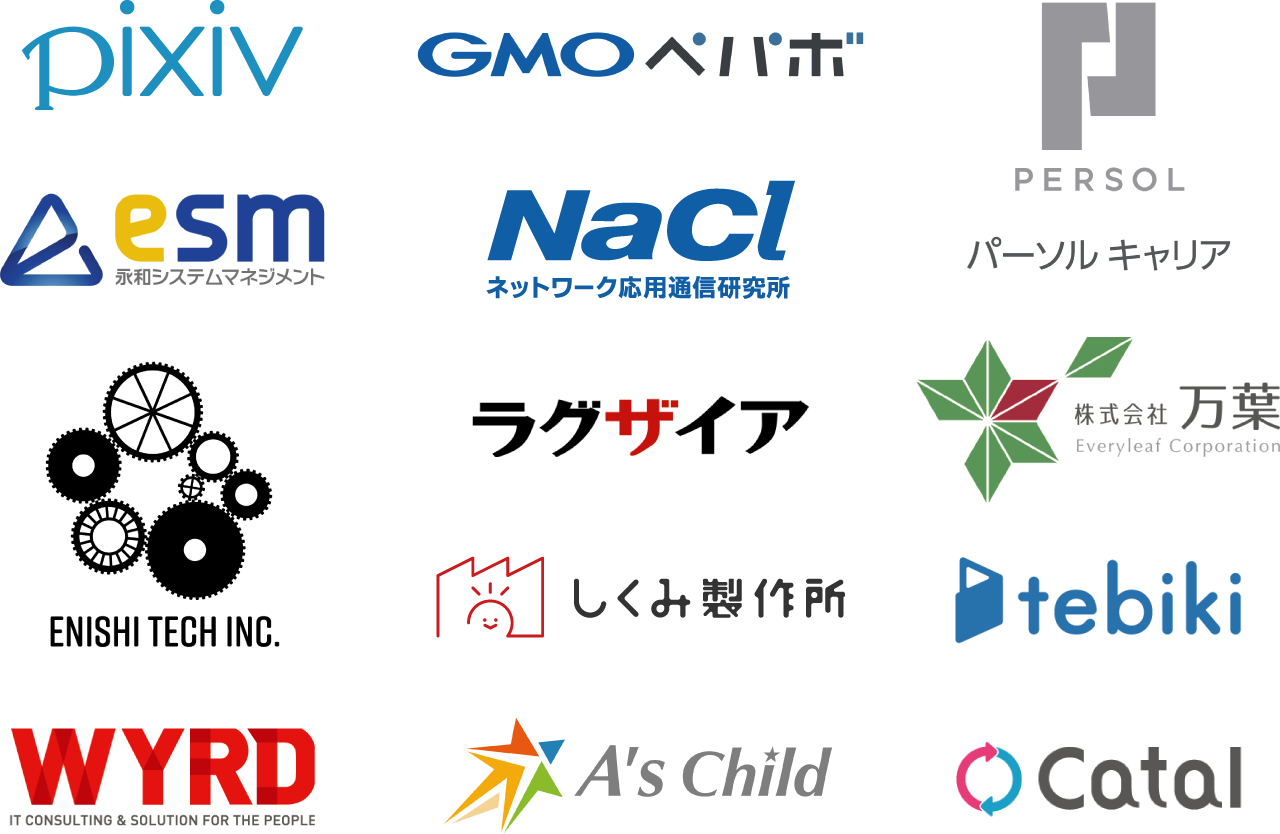 pixiv
GMOペパボ
PERSOL
パーソル キャリア
esm
永和システムマネジメント
NaCl
ネットワーク応用通信研究所
ENISHI TECH INC.
ラグザイア
株式会社 万葉
Everyleaf Corporation
しくみ製作所
tebiki
WYRD
IT CONSULTING & SOLUTION FOR THE PEOPLE
A's Child
Catal